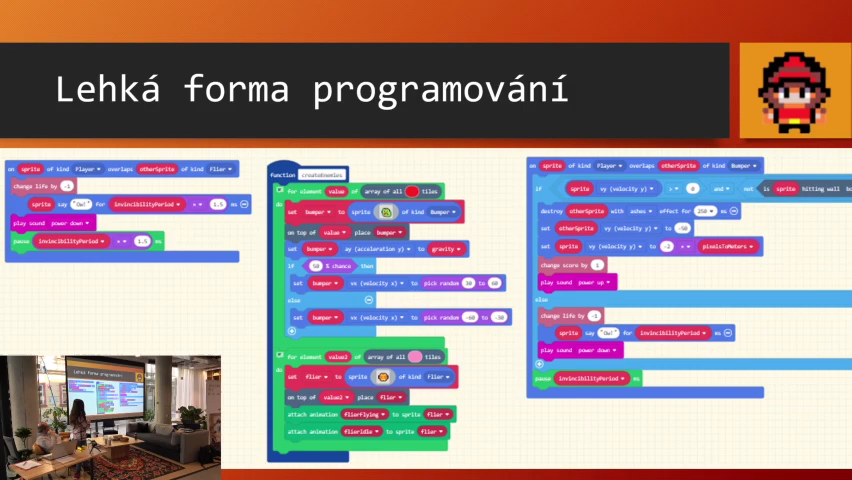 Lehká forma programování
on sprite of kind Player overlaps otherSprite of kind Flier
change life by -1
sprite say "Ow!" for invincibilityPeriod × 1.5 ms
play sound power down
pause invincibilityPeriod × 1.5 ms
function createEnemies
for element value of array of all tiles
do
set bumper to sprite of kind Bumper
on top of value place bumper
set bumper ay (acceleration y) to gravity
if 50 % chance then
set bumper vx (velocity x) to pick random 30 to 60
else
set bumper vx (velocity x) to pick random -60 to -30
for element value2 of array of all tiles
do
set flier to sprite of kind Flier
on top of value2 place flier
attach animation flierFlying to sprite flier
attach animation flierIdle to sprite flier
on sprite of kind Player overlaps otherSprite of kind Bumper
if sprite vy (velocity y) > 0 and not is sprite hitting wall
destroy otherSprite with ashes effect for 250 ms
set otherSprite vy (velocity y) to -50
set sprite vy (velocity y) to -2 × pixelsToMeters
change score by 1
play sound power up
else
change life by -1
sprite say "Ow!" for invincibilityPeriod ms
play sound power down
pause invincibilityPeriod ms
Lehká forma programování